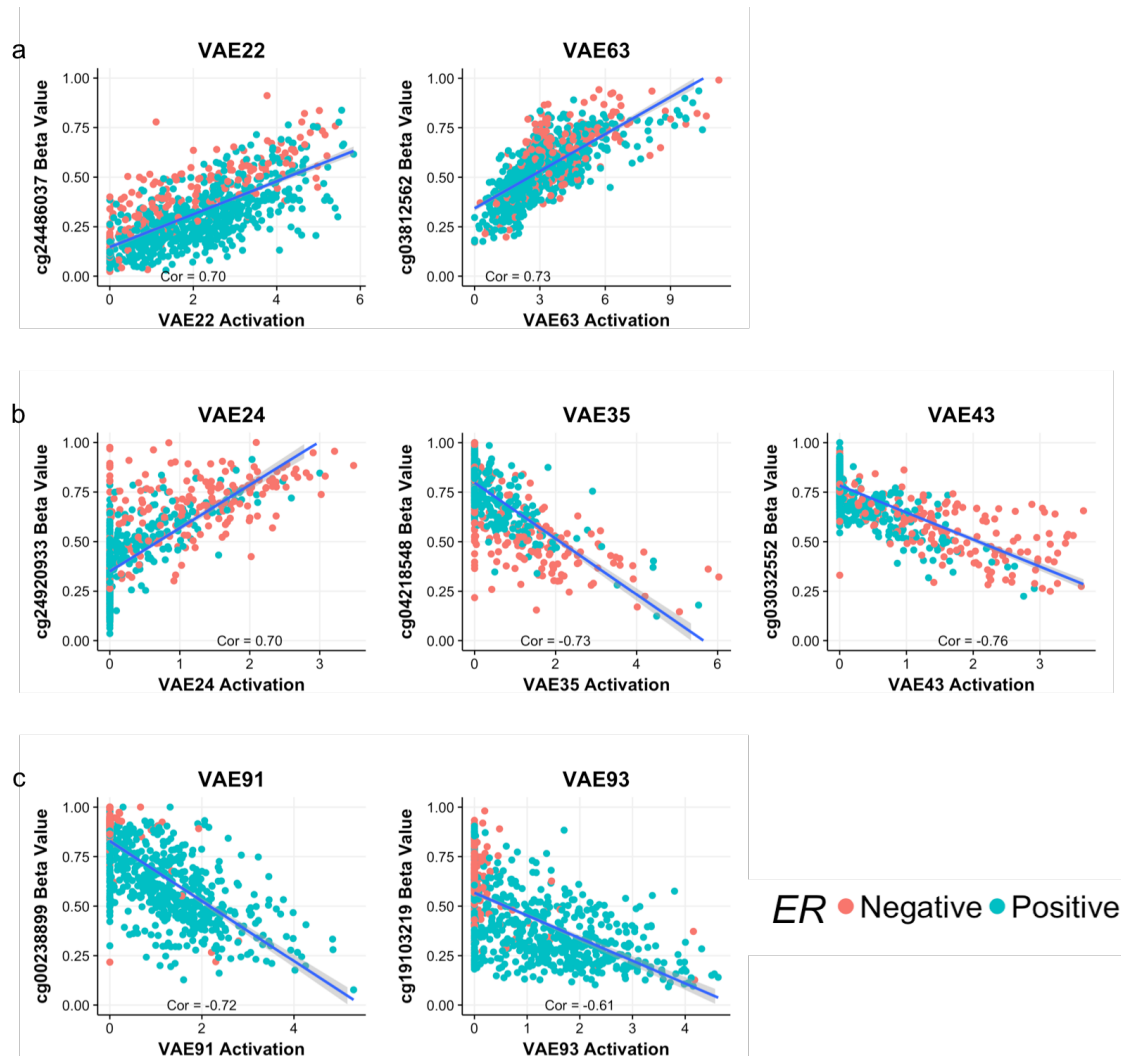 a
VAE22
cg24486037 Beta Value
1.00
0.75
0.50
0.25
0.00
Cor = 0.70
0 2 4 6
VAE22 Activation
VAE63
cg03812562 Beta Value
1.00
0.75
0.50
0.25
0.00
Cor = 0.73
0 3 6 9
VAE63 Activation
b
VAE24
cg24920933 Beta Value
1.00
0.75
0.50
0.25
0.00
Cor = 0.70
0 1 2 3
VAE24 Activation
VAE35
cg04218548 Beta Value
1.00
0.75
0.50
0.25
0.00
Cor = -0.73
0 2 4 6
VAE35 Activation
VAE43
cg03032552 Beta Value
1.00
0.75
0.50
0.25
0.00
Cor = -0.76
0 1 2 3
VAE43 Activation
c
VAE91
cg00238899 Beta Value
1.00
0.75
0.50
0.25
0.00
Cor = -0.72
0 2 4
VAE91 Activation
VAE93
cg19103219 Beta Value
1.00
0.75
0.50
0.25
0.00
Cor = -0.61
0 1 2 3 4
VAE93 Activation
ER Negative Positive